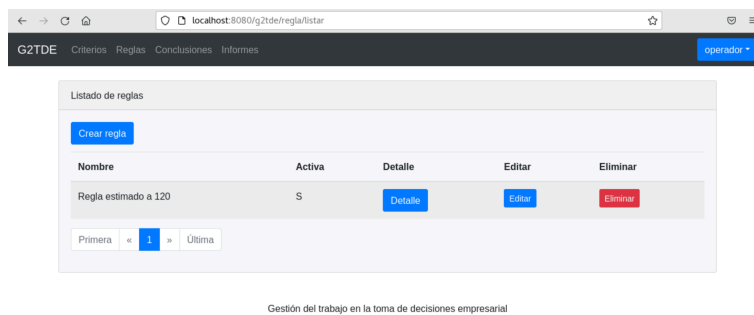 localhost:8080/g2tde/regla/listar
G2TDE Criterios Reglas Conclusiones Informes operador
Listado de reglas
Crear regla
Nombre Activa Detalle Editar Eliminar
Regla estimado a 120 S Detalle Editar Eliminar
Primera « 1 » Última
Gestión del trabajo en la toma de decisiones empresarial